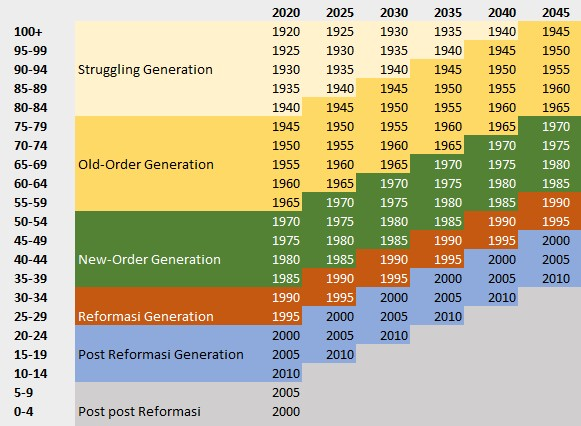 2020 2025 2030 2035 2040 2045
100+ 1920 1925 1930 1935 1940 1945
95-99 1925 1930 1935 1940 1945 1950
90-94 Struggling Generation 1930 1935 1940 1945 1950 1955
85-89 1935 1940 1945 1950 1955 1960
80-84 1940 1945 1950 1955 1960 1965
75-79 1945 1950 1955 1960 1965 1970
70-74 1950 1955 1960 1965 1970 1975
65-69 Old-Order Generation 1955 1960 1965 1970 1975 1980
60-64 1960 1965 1970 1975 1980 1985
55-59 1965 1970 1975 1980 1985 1990
50-54 1970 1975 1980 1985 1990 1995
45-49 1975 1980 1985 1990 1995 2000
40-44 New-Order Generation 1980 1985 1990 1995 2000 2005
35-39 1985 1990 1995 2000 2005 2010
30-34 1990 1995 2000 2005 2010
25-29 Reformasi Generation 1995 2000 2005 2010
20-24 2000 2005 2010
15-19 Post Reformasi Generation 2005 2010
10-14 2010
5-9 2005
0-4 Post post Reformasi 2000